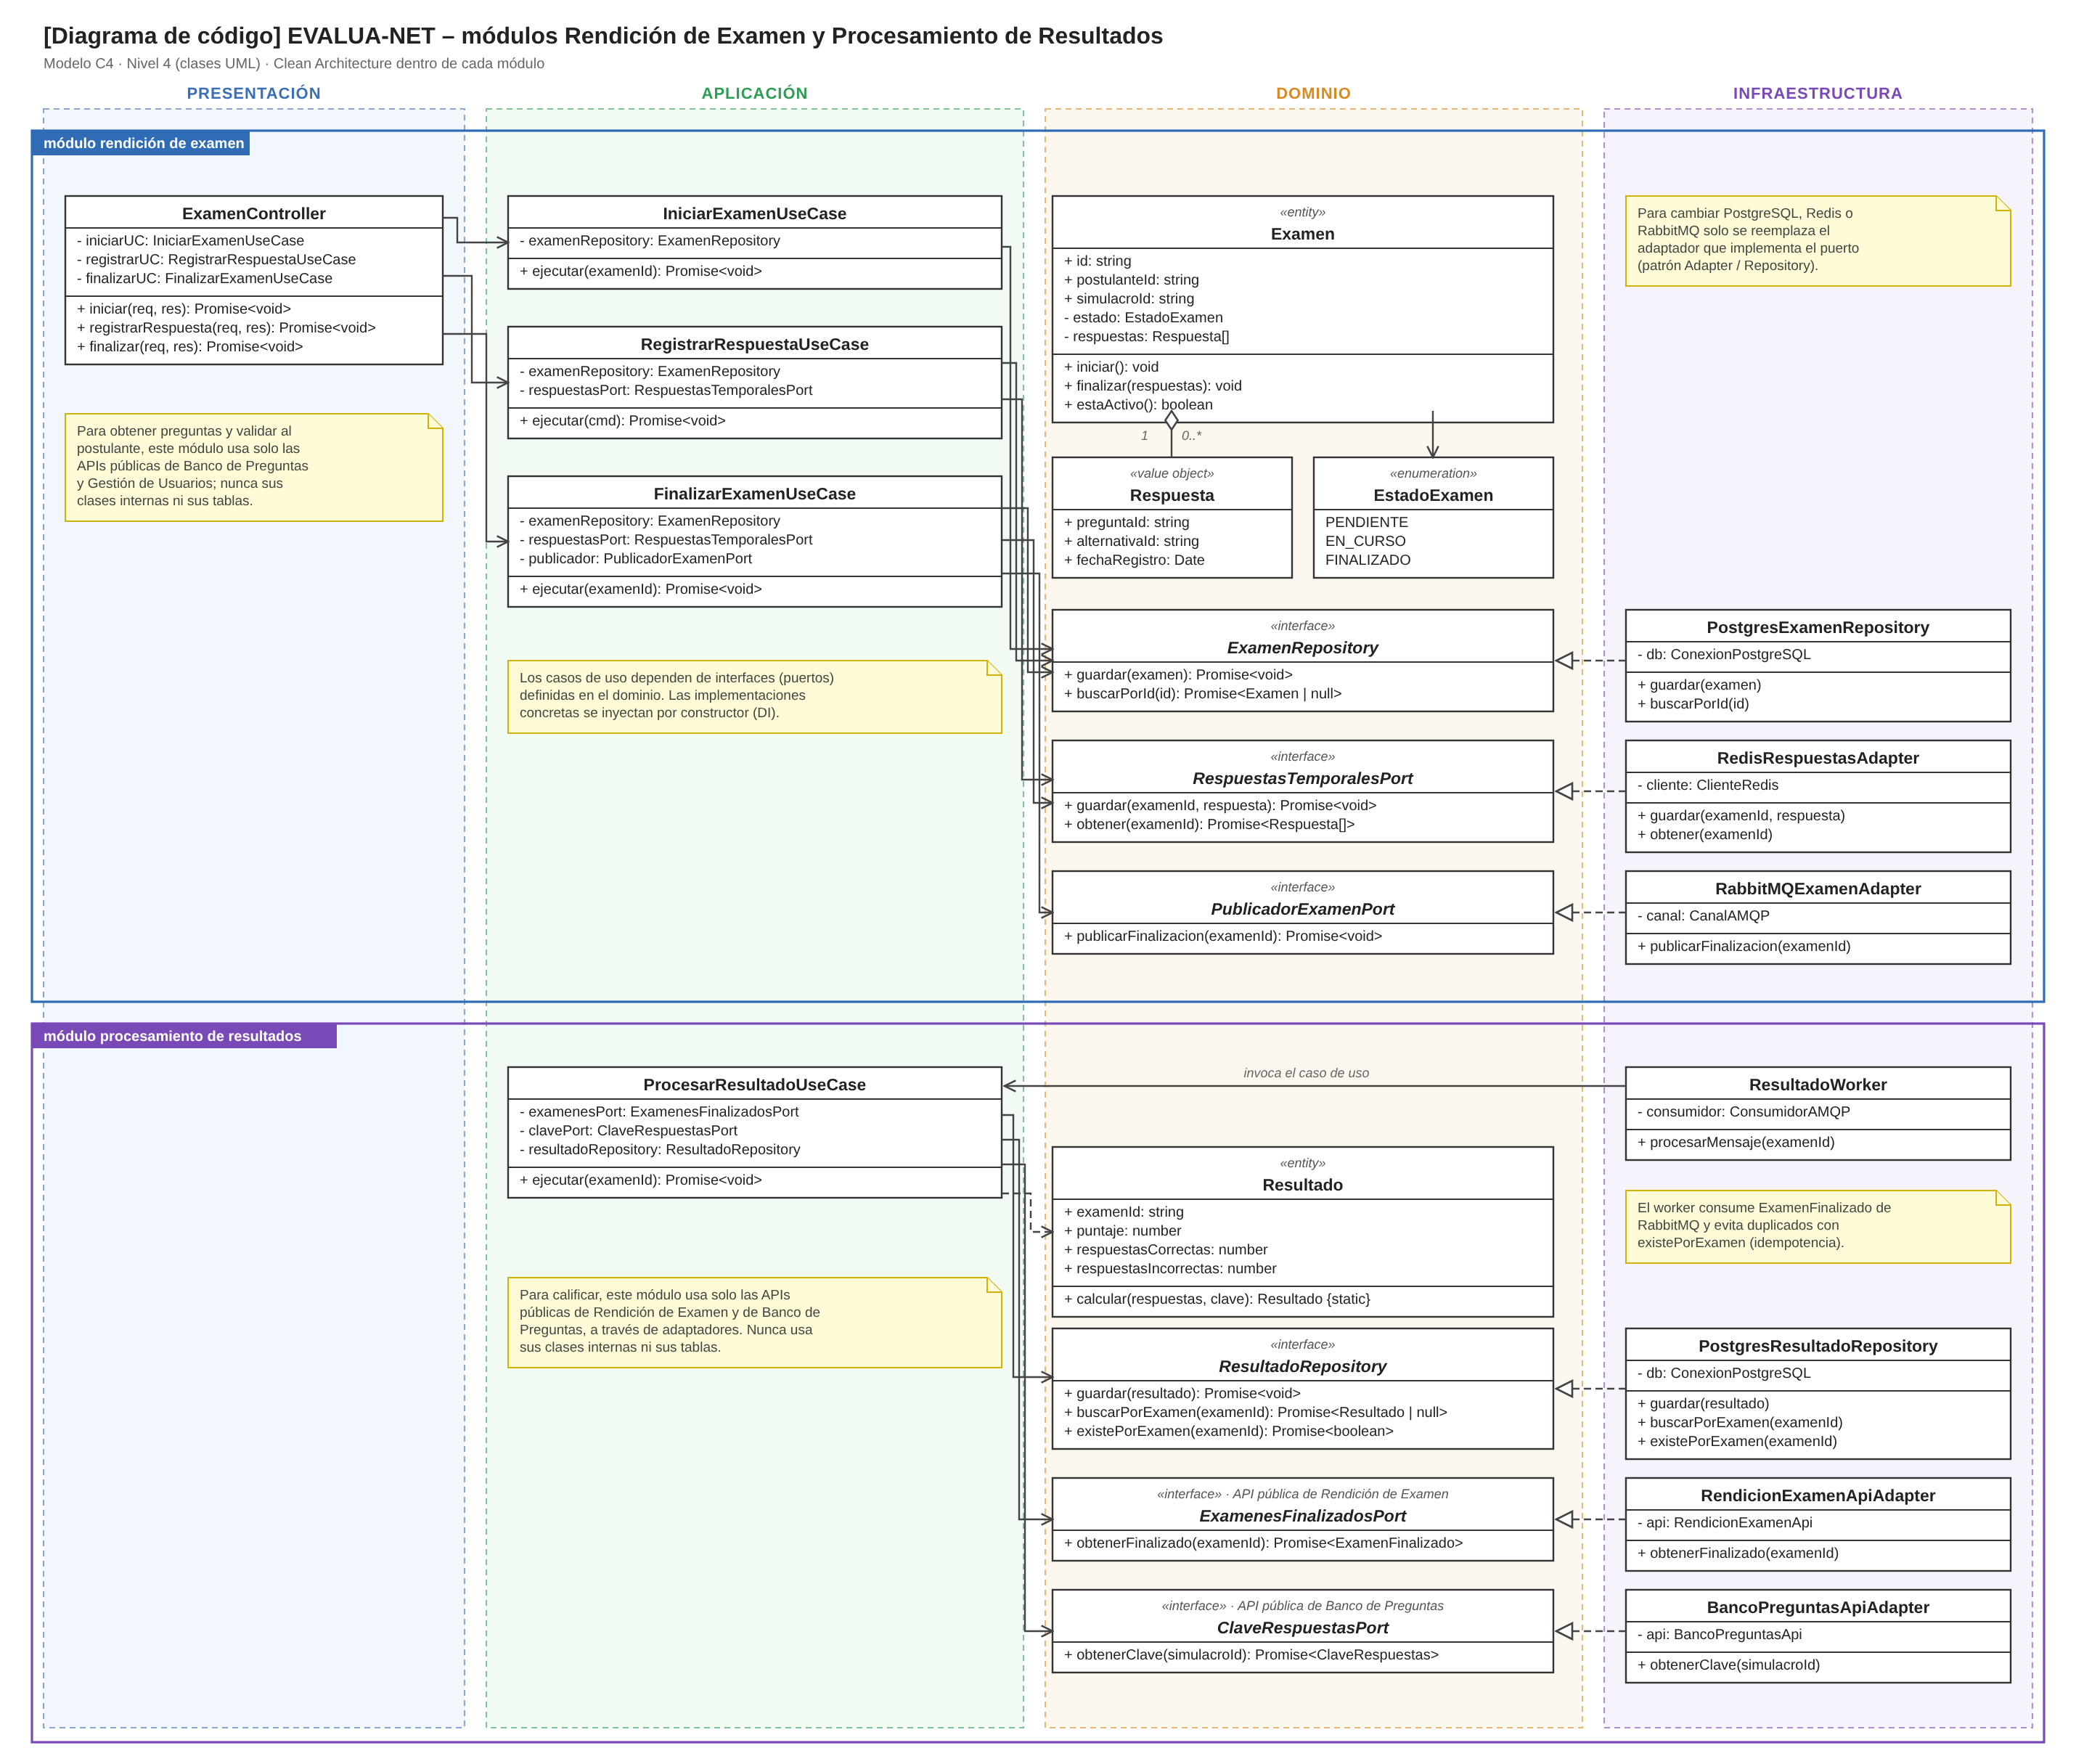 [Diagrama de código] EVALUA-NET – módulos Rendición de Examen y Procesamiento de Resultados
Modelo C4 · Nivel 4 (clases UML) · Clean Architecture dentro de cada módulo
PRESENTACIÓN
APLICACIÓN
DOMINIO
INFRAESTRUCTURA
módulo rendición de examen
ExamenController
- iniciarUC: IniciarExamenUseCase
- registrarUC: RegistrarRespuestaUseCase
- finalizarUC: FinalizarExamenUseCase
+ iniciar(req, res): Promise<void>
+ registrarRespuesta(req, res): Promise<void>
+ finalizar(req, res): Promise<void>
Para obtener preguntas y validar al
postulante, este módulo usa solo las
APIs públicas de Banco de Preguntas
y Gestión de Usuarios; nunca sus
clases internas ni sus tablas.
IniciarExamenUseCase
- examenRepository: ExamenRepository
+ ejecutar(examenId): Promise<void>
RegistrarRespuestaUseCase
- examenRepository: ExamenRepository
- respuestasPort: RespuestasTemporalesPort
+ ejecutar(cmd): Promise<void>
FinalizarExamenUseCase
- examenRepository: ExamenRepository
- respuestasPort: RespuestasTemporalesPort
- publicador: PublicadorExamenPort
+ ejecutar(examenId): Promise<void>
Los casos de uso dependen de interfaces (puertos)
definidas en el dominio. Las implementaciones
concretas se inyectan por constructor (DI).
«entity»
Examen
+ id: string
+ postulanteId: string
+ simulacroId: string
- estado: EstadoExamen
- respuestas: Respuesta[]
+ iniciar(): void
+ finalizar(respuestas): void
+ estaActivo(): boolean
1
0..*
«value object»
Respuesta
+ preguntaId: string
+ alternativaId: string
+ fechaRegistro: Date
«enumeration»
EstadoExamen
PENDIENTE
EN_CURSO
FINALIZADO
«interface»
ExamenRepository
+ guardar(examen): Promise<void>
+ buscarPorId(id): Promise<Examen | null>
«interface»
RespuestasTemporalesPort
+ guardar(examenId, respuesta): Promise<void>
+ obtener(examenId): Promise<Respuesta[]>
«interface»
PublicadorExamenPort
+ publicarFinalizacion(examenId): Promise<void>
Para cambiar PostgreSQL, Redis o
RabbitMQ solo se reemplaza el
adaptador que implementa el puerto
(patrón Adapter / Repository).
PostgresExamenRepository
- db: ConexionPostgreSQL
+ guardar(examen)
+ buscarPorId(id)
RedisRespuestasAdapter
- cliente: ClienteRedis
+ guardar(examenId, respuesta)
+ obtener(examenId)
RabbitMQExamenAdapter
- canal: CanalAMQP
+ publicarFinalizacion(examenId)
módulo procesamiento de resultados
ProcesarResultadoUseCase
- examenesPort: ExamenesFinalizadosPort
- clavePort: ClaveRespuestasPort
- resultadoRepository: ResultadoRepository
+ ejecutar(examenId): Promise<void>
Para calificar, este módulo usa solo las APIs
públicas de Rendición de Examen y de Banco de
Preguntas, a través de adaptadores. Nunca usa
sus clases internas ni sus tablas.
invoca el caso de uso
«entity»
Resultado
+ examenId: string
+ puntaje: number
+ respuestasCorrectas: number
+ respuestasIncorrectas: number
+ calcular(respuestas, clave): Resultado {static}
«interface»
ResultadoRepository
+ guardar(resultado): Promise<void>
+ buscarPorExamen(examenId): Promise<Resultado | null>
+ existePorExamen(examenId): Promise<boolean>
«interface» · API pública de Rendición de Examen
ExamenesFinalizadosPort
+ obtenerFinalizado(examenId): Promise<ExamenFinalizado>
«interface» · API pública de Banco de Preguntas
ClaveRespuestasPort
+ obtenerClave(simulacroId): Promise<ClaveRespuestas>
ResultadoWorker
- consumidor: ConsumidorAMQP
+ procesarMensaje(examenId)
El worker consume ExamenFinalizado de
RabbitMQ y evita duplicados con
existePorExamen (idempotencia).
PostgresResultadoRepository
- db: ConexionPostgreSQL
+ guardar(resultado)
+ buscarPorExamen(examenId)
+ existePorExamen(examenId)
RendicionExamenApiAdapter
- api: RendicionExamenApi
+ obtenerFinalizado(examenId)
BancoPreguntasApiAdapter
- api: BancoPreguntasApi
+ obtenerClave(simulacroId)